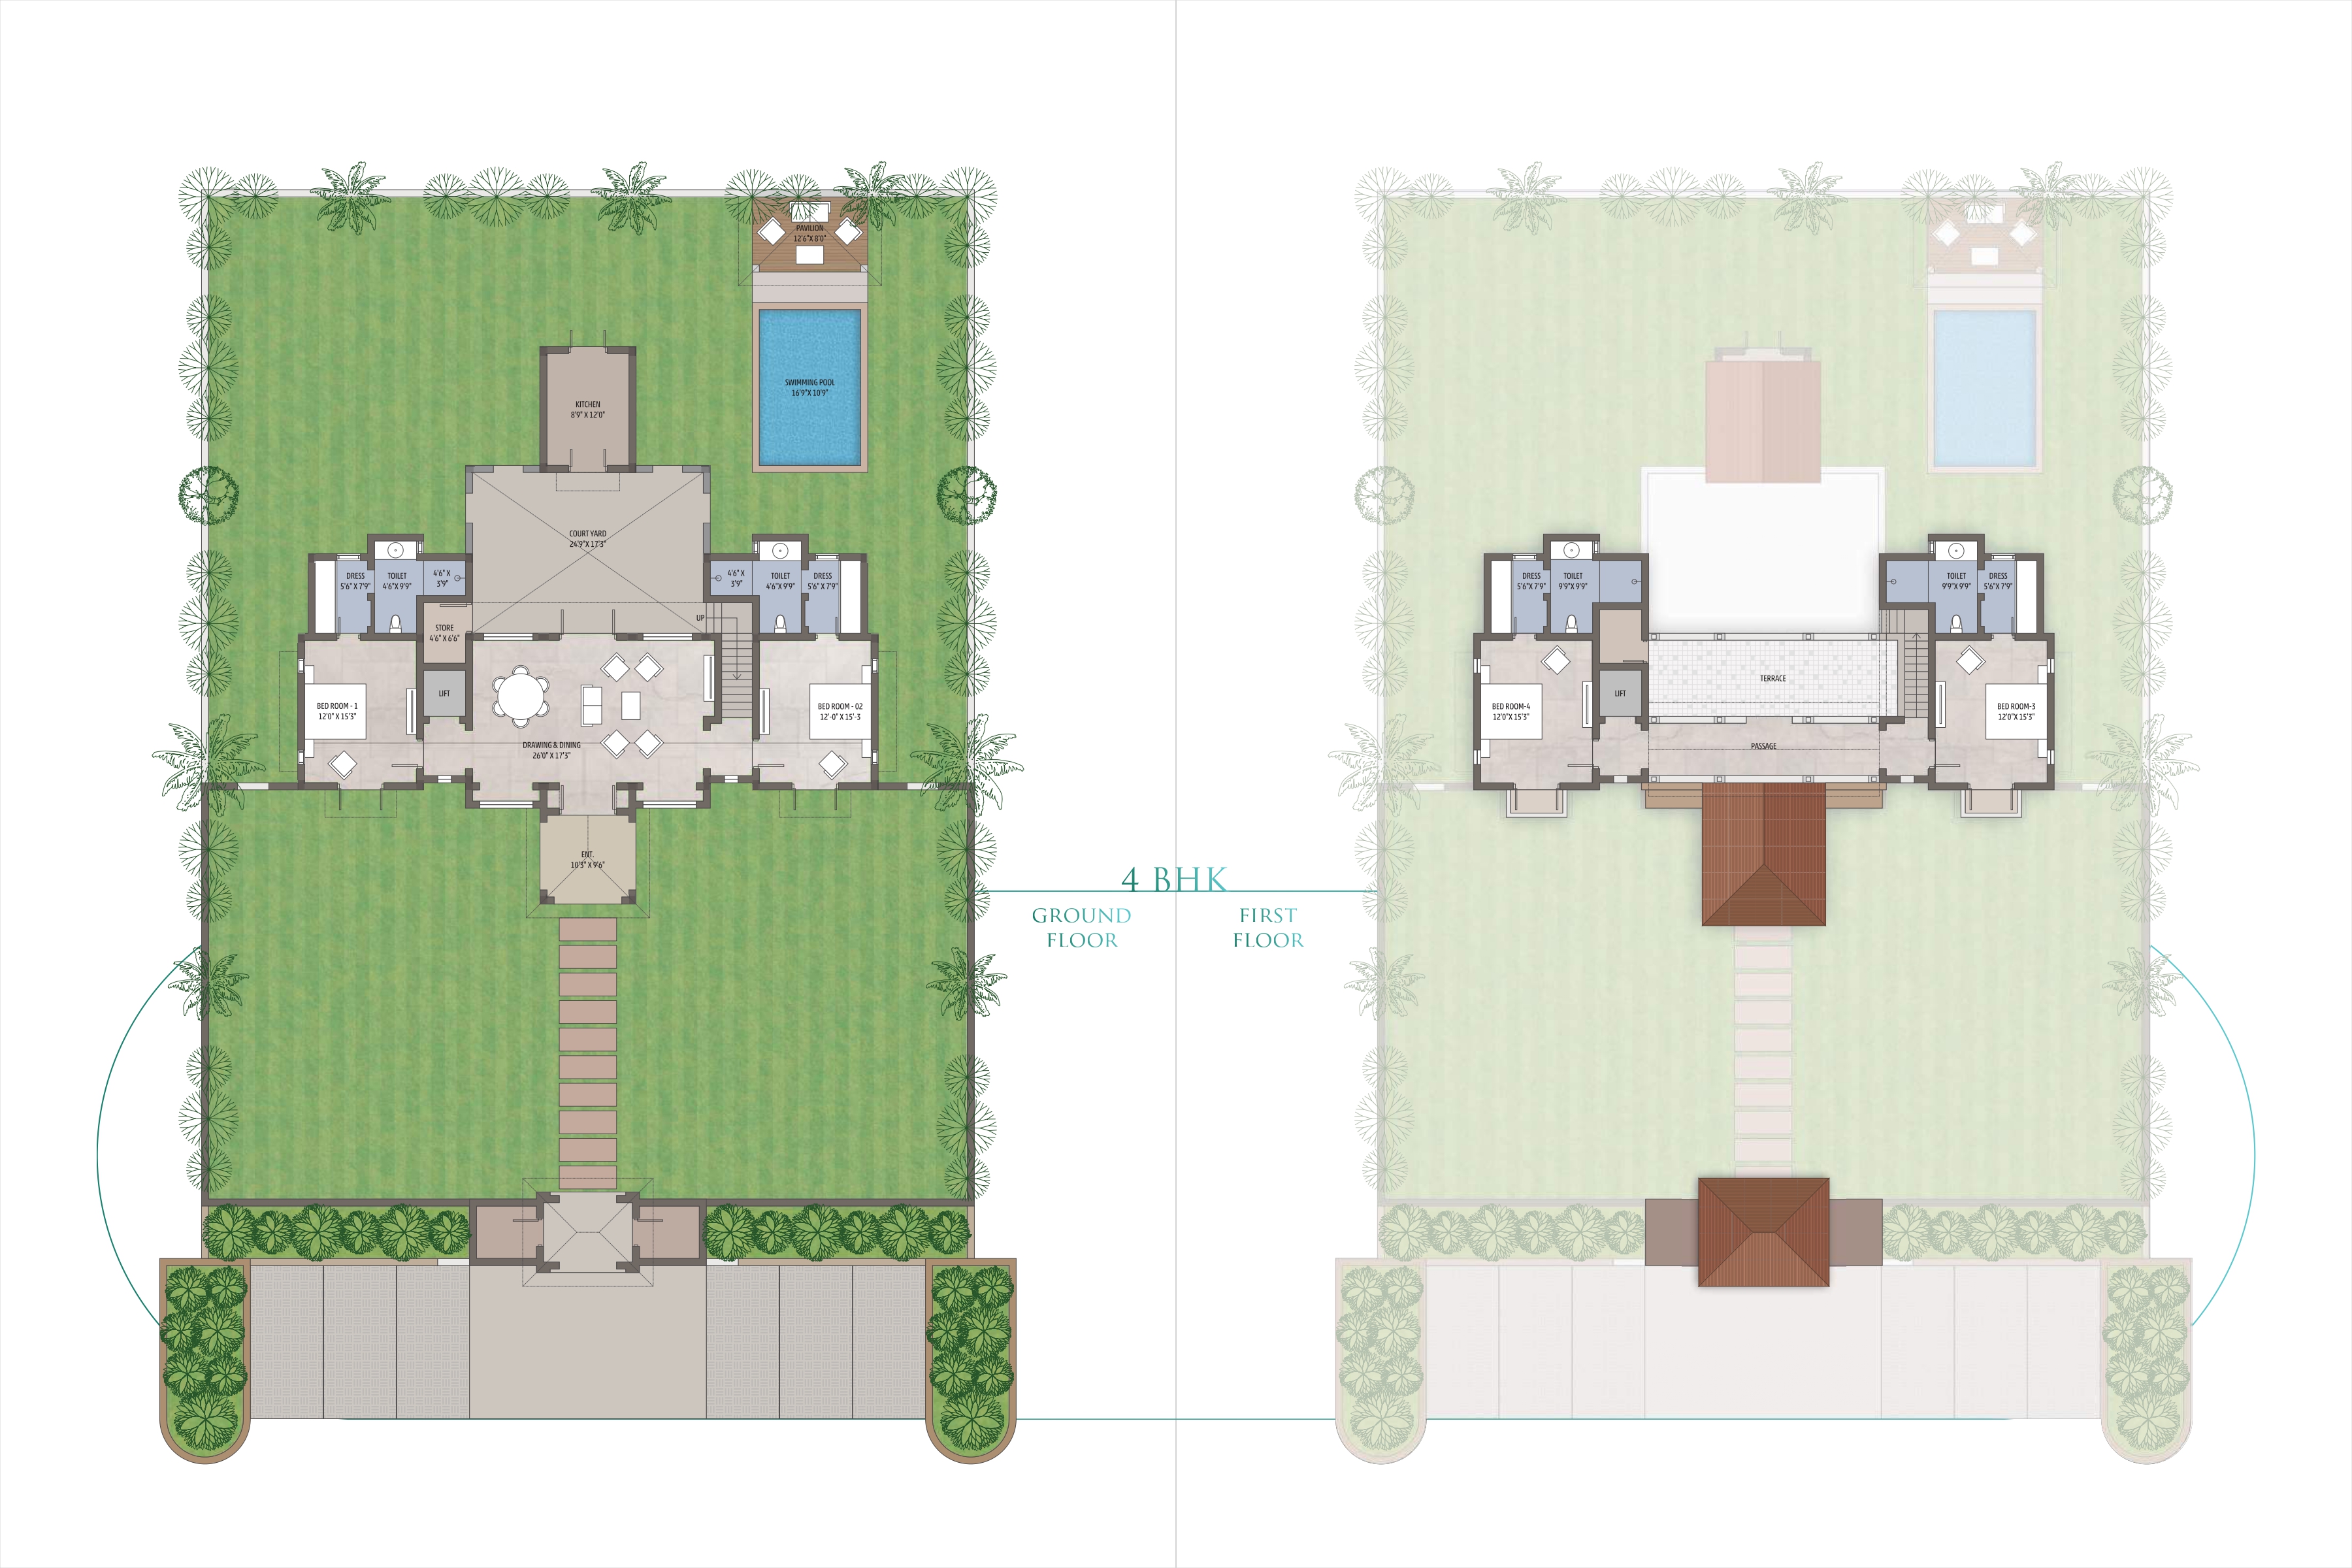 PAVILION
12'6"X 8'0"
SWIMMING POOL
16'9"X 10'9"
KITCHEN
8'9" X 12'0"
COURT YARD
24'9"X 17'3"
DRESS
5'6" X 7'9"
TOILET
4'6"X 9'9"
4'6" X
3'9"
4'6" X
3'9"
TOILET
4'6"X 9'9"
DRESS
5'6"X 7'9"
STORE
4'6" X 6'6"
UP
LIFT
BED ROOM - 1
12'0" X 15'3"
BED ROOM - 02
12'-0" X 15'-3
DRAWING & DINING
26'0" X 17'3"
ENT.
10'3" X 9'6"
4 BHK
GROUND
FLOOR
FIRST
FLOOR
DRESS
5'6"X 7'9"
TOILET
9'9"X 9'9"
TOILET
9'9"X 9'9"
DRESS
5'6"X 7'9"
TERRACE
LIFT
BED ROOM-4
12'0"X 15'3"
BED ROOM-3
12'0"X 15'3"
PASSAGE